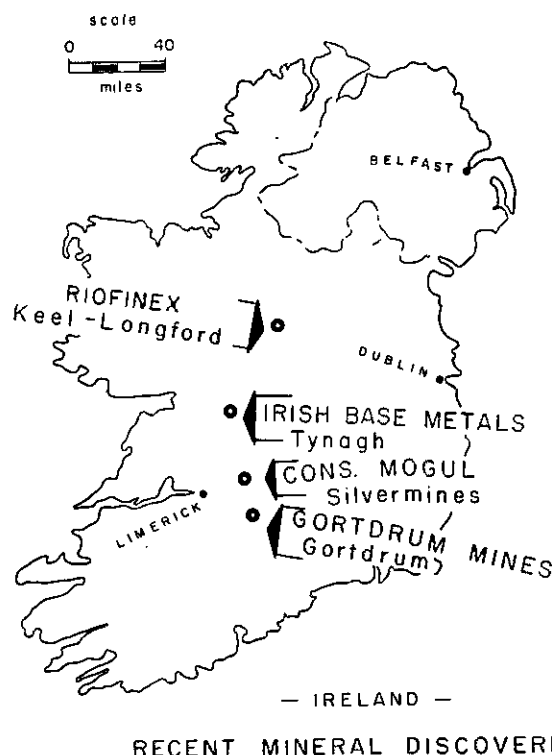 scale
0 40
miles
BELFAST
RIOFINEX
Keel-Longford
DUBLIN
IRISH BASE METALS
Tynagh
CONS. MOGUL
Silvermines
LIMERICK
GORTDRUM MINES
Gortdrum
— IRELAND —
RECENT MINERAL